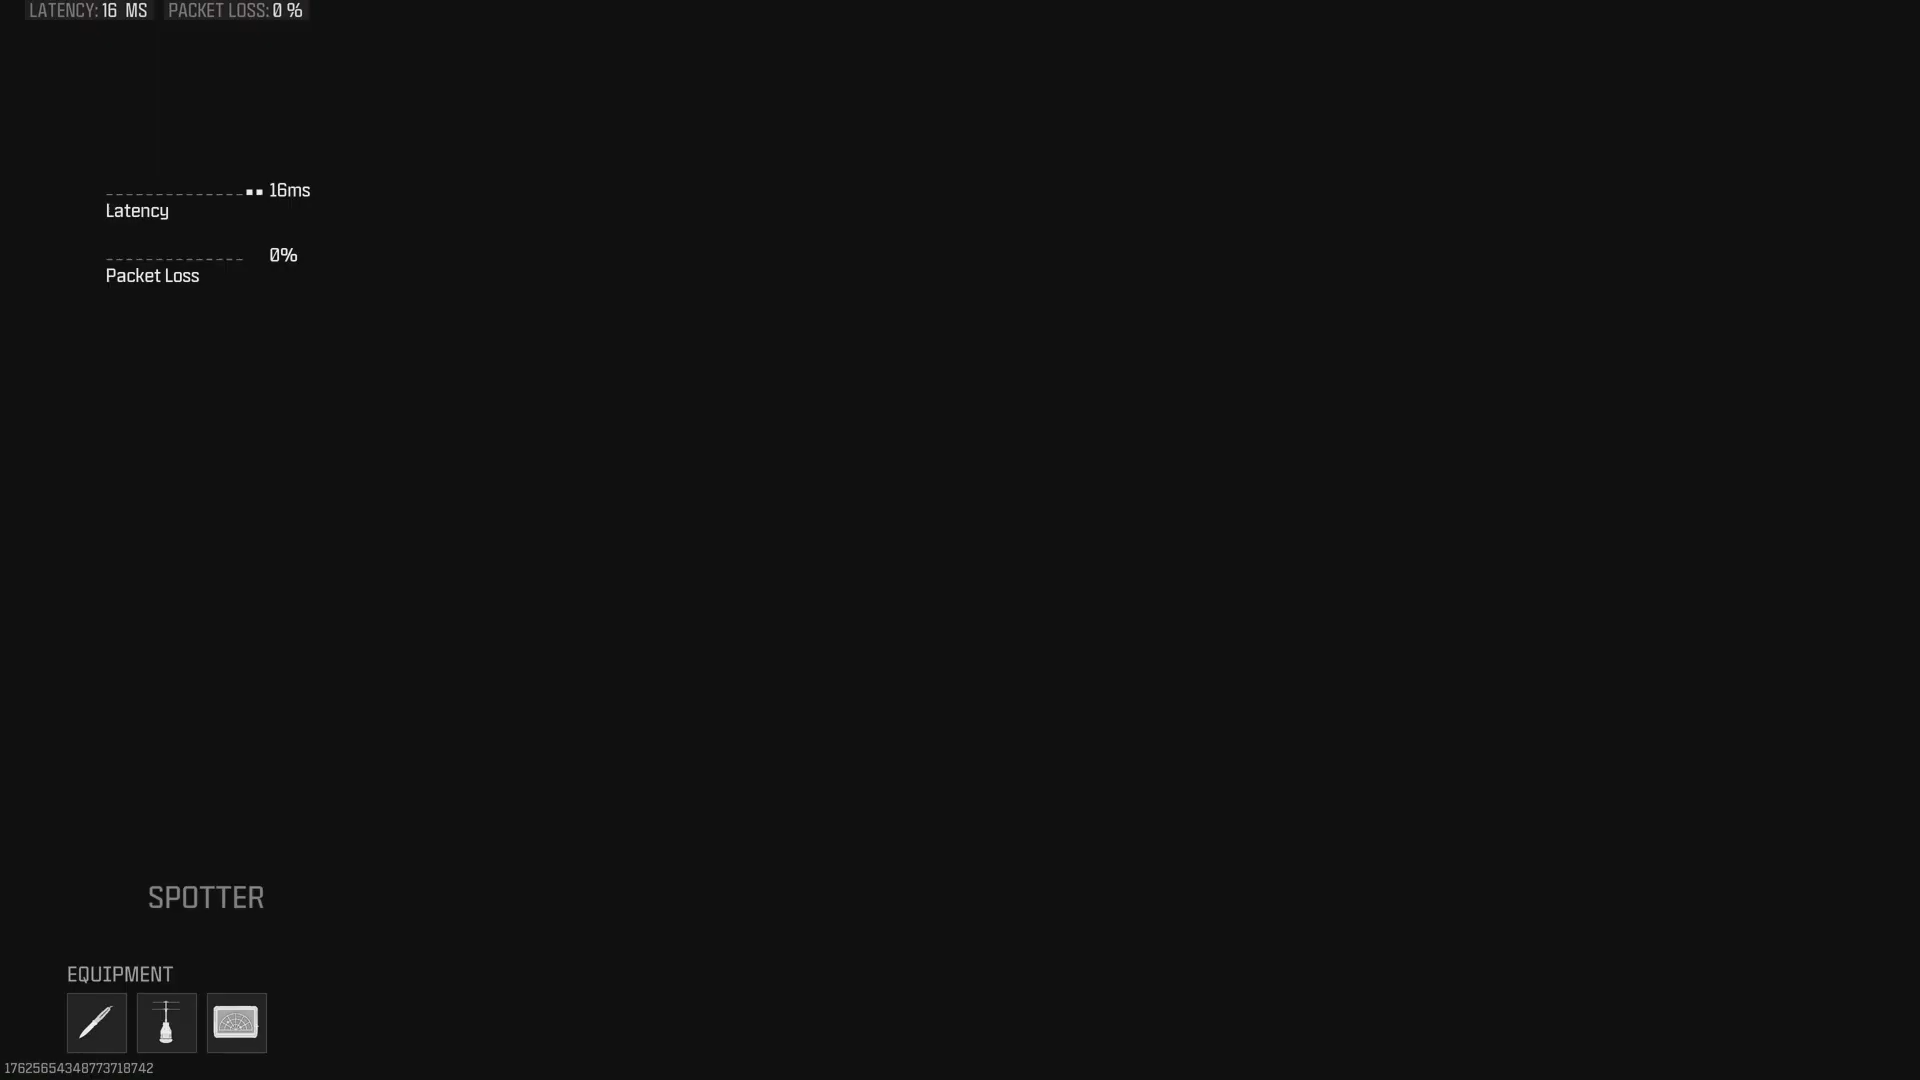 LATENCY: 16 MS PACKET LOSS: 0 %
16ms
Latency
0%
Packet Loss
SPOTTER
EQUIPMENT
17625654348773718742